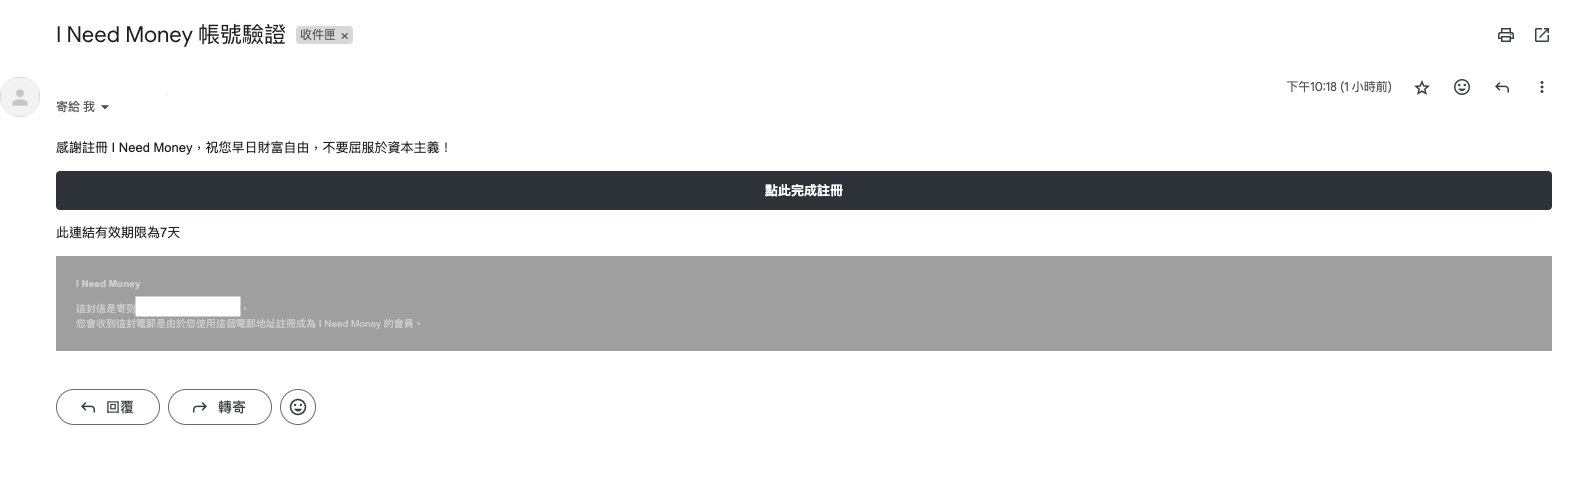 I Need Money 帳號驗證 收件匣 ×
下午10:18 (1 小時前)
寄給 我
感謝註冊 I Need Money，祝您早日財富自由，不要屈服於資本主義！
點此完成註冊
此連結有效期限為7天
I Need Money
這封信是寄到 。
您會收到這封電郵是由於您使用這個電郵地址註冊成為 I Need Money 的會員。
回覆 轉寄